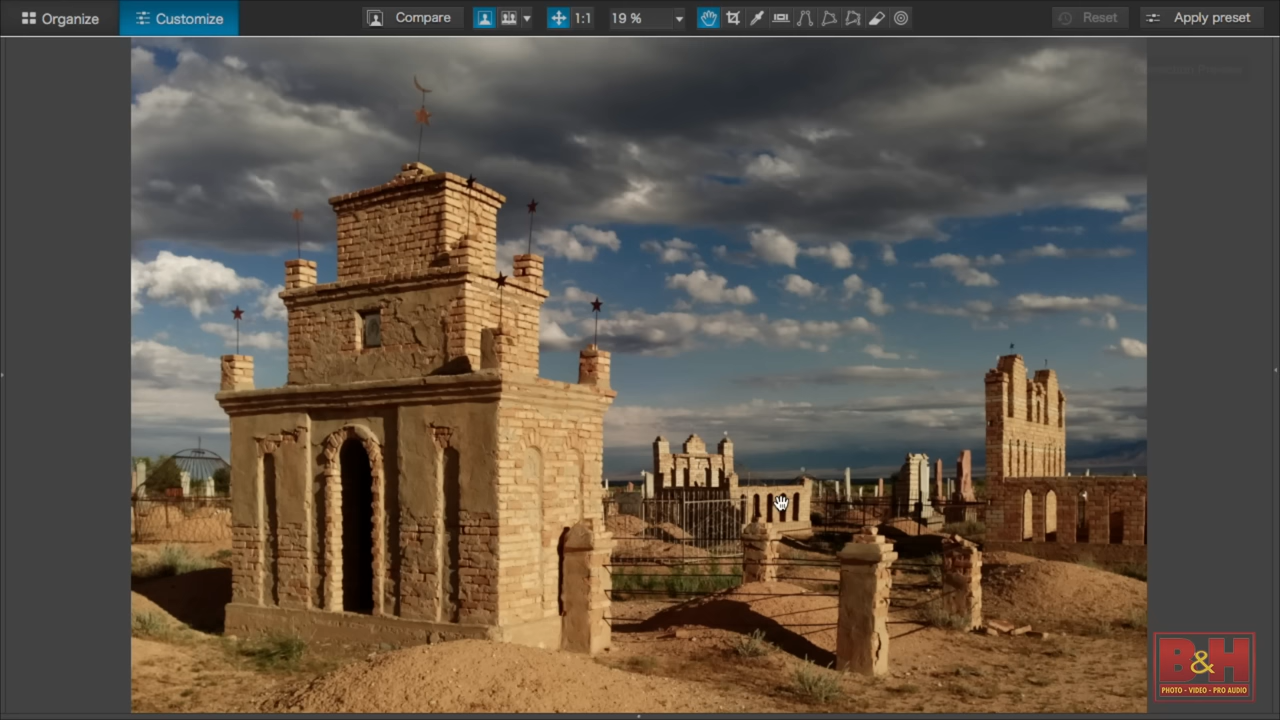 Organize
Customize
Compare
1:1
19 %
Reset
Apply preset
B&H
PHOTO - VIDEO - PRO AUDIO